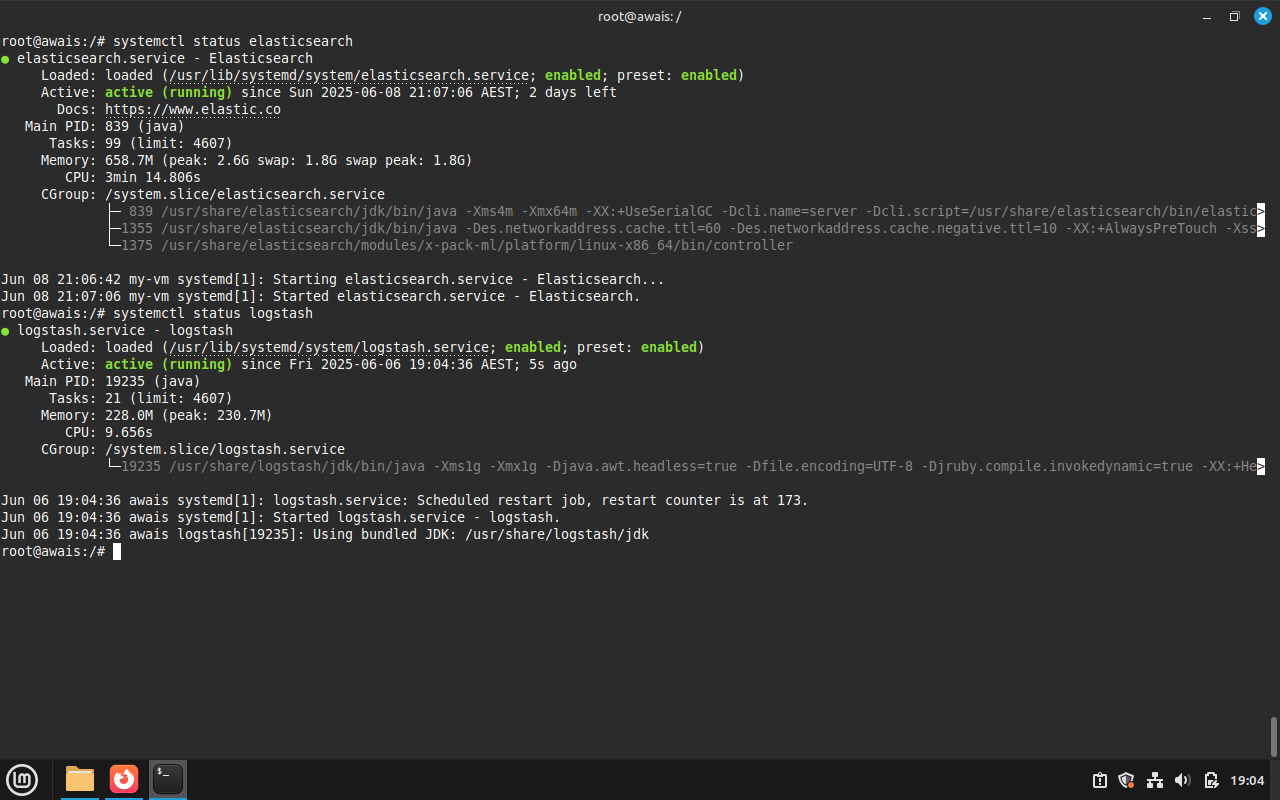 root@awais: /
root@awais:/# systemctl status elasticsearch
● elasticsearch.service - Elasticsearch
Loaded: loaded (/usr/lib/systemd/system/elasticsearch.service; enabled; preset: enabled)
Active: active (running) since Sun 2025-06-08 21:07:06 AEST; 2 days left
Docs: https://www.elastic.co
Main PID: 839 (java)
Tasks: 99 (limit: 4607)
Memory: 658.7M (peak: 2.6G swap: 1.8G swap peak: 1.8G)
CPU: 3min 14.806s
CGroup: /system.slice/elasticsearch.service
├─ 839 /usr/share/elasticsearch/jdk/bin/java -Xms4m -Xmx64m -XX:+UseSerialGC -Dcli.name=server -Dcli.script=/usr/share/elasticsearch/bin/elastic>
├─1355 /usr/share/elasticsearch/jdk/bin/java -Des.networkaddress.cache.ttl=60 -Des.networkaddress.cache.negative.ttl=10 -XX:+AlwaysPreTouch -Xss>
└─1375 /usr/share/elasticsearch/modules/x-pack-ml/platform/linux-x86_64/bin/controller
Jun 08 21:06:42 my-vm systemd[1]: Starting elasticsearch.service - Elasticsearch...
Jun 08 21:07:06 my-vm systemd[1]: Started elasticsearch.service - Elasticsearch.
root@awais:/# systemctl status logstash
● logstash.service - logstash
Loaded: loaded (/usr/lib/systemd/system/logstash.service; enabled; preset: enabled)
Active: active (running) since Fri 2025-06-06 19:04:36 AEST; 5s ago
Main PID: 19235 (java)
Tasks: 21 (limit: 4607)
Memory: 228.0M (peak: 230.7M)
CPU: 9.656s
CGroup: /system.slice/logstash.service
└─19235 /usr/share/logstash/jdk/bin/java -Xms1g -Xmx1g -Djava.awt.headless=true -Dfile.encoding=UTF-8 -Djruby.compile.invokedynamic=true -XX:+He>
Jun 06 19:04:36 awais systemd[1]: logstash.service: Scheduled restart job, restart counter is at 173.
Jun 06 19:04:36 awais systemd[1]: Started logstash.service - logstash.
Jun 06 19:04:36 awais logstash[19235]: Using bundled JDK: /usr/share/logstash/jdk
root@awais:/#
19:04